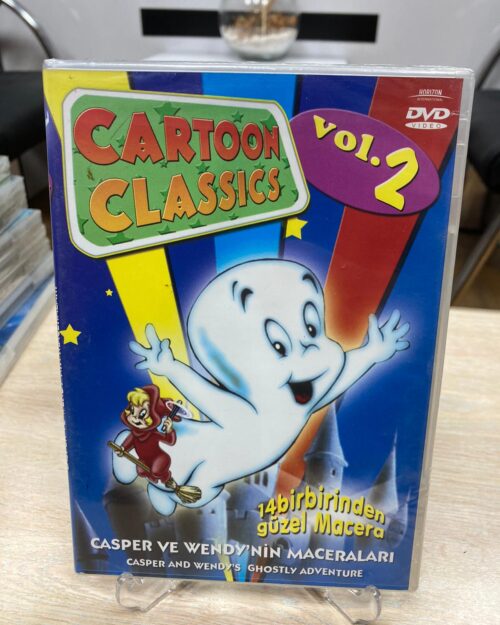 HORIZON
INTERNATIONAL
DVD
VIDEO
CARTOON
CLASSICS
vol.2
14birbirinden
güzel Macera
CASPER VE WENDY'NİN MACERALARI
CASPER AND WENDY'S GHOSTLY ADVENTURE